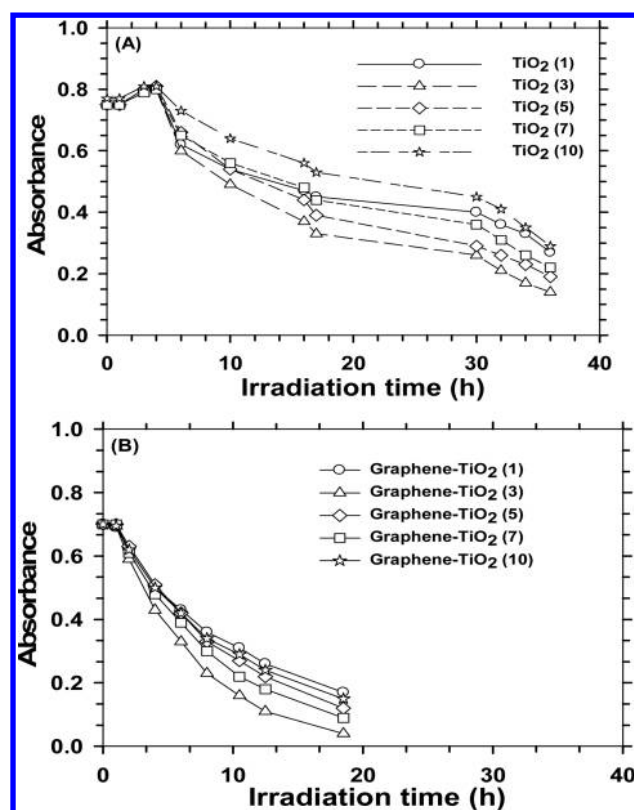 (A)
TiO2 (1)
TiO2 (3)
TiO2 (5)
TiO2 (7)
TiO2 (10)
1.0
0.8
0.6
0.4
0.2
0.0
Absorbance
0 10 20 30 40
Irradiation time (h)
(B)
Graphene-TiO2 (1)
Graphene-TiO2 (3)
Graphene-TiO2 (5)
Graphene-TiO2 (7)
Graphene-TiO2 (10)
1.0
0.8
0.6
0.4
0.2
0.0
Absorbance
0 10 20 30 40
Irradiation time (h)